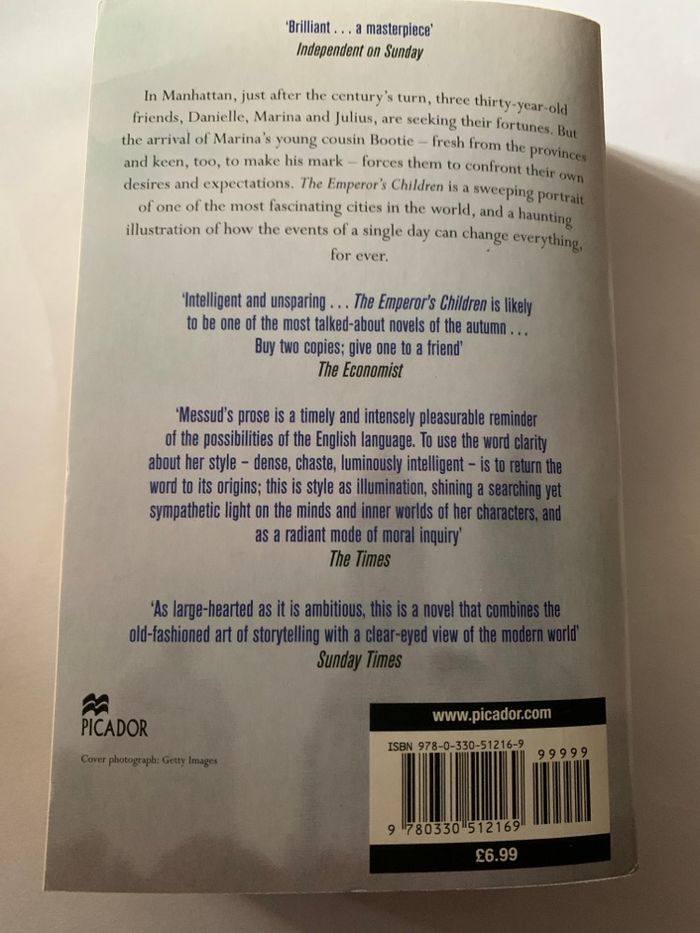 ‘Brilliant . . . a masterpiece’
Independent on Sunday
In Manhattan, just after the century’s turn, three thirty-year-old
friends, Danielle, Marina and Julius, are seeking their fortunes. But
the arrival of Marina’s young cousin Bootie – fresh from the provinces
and keen, too, to make his mark – forces them to confront their own
desires and expectations. The Emperor’s Children is a sweeping portrait
of one of the most fascinating cities in the world, and a haunting
illustration of how the events of a single day can change everything,
for ever.
‘Intelligent and unsparing . . . The Emperor’s Children is likely
to be one of the most talked-about novels of the autumn . . .
Buy two copies; give one to a friend’
The Economist
‘Messud’s prose is a timely and intensely pleasurable reminder
of the possibilities of the English language. To use the word clarity
about her style – dense, chaste, luminously intelligent – is to return the
word to its origins; this is style as illumination, shining a searching yet
sympathetic light on the minds and inner worlds of her characters, and
as a radiant mode of moral inquiry’
The Times
‘As large-hearted as it is ambitious, this is a novel that combines the
old-fashioned art of storytelling with a clear-eyed view of the modern world’
Sunday Times
PICADOR
Cover photograph: Getty Images
www.picador.com
ISBN 978-0-330-51216-9
99999
9 780330 512169
£6.99